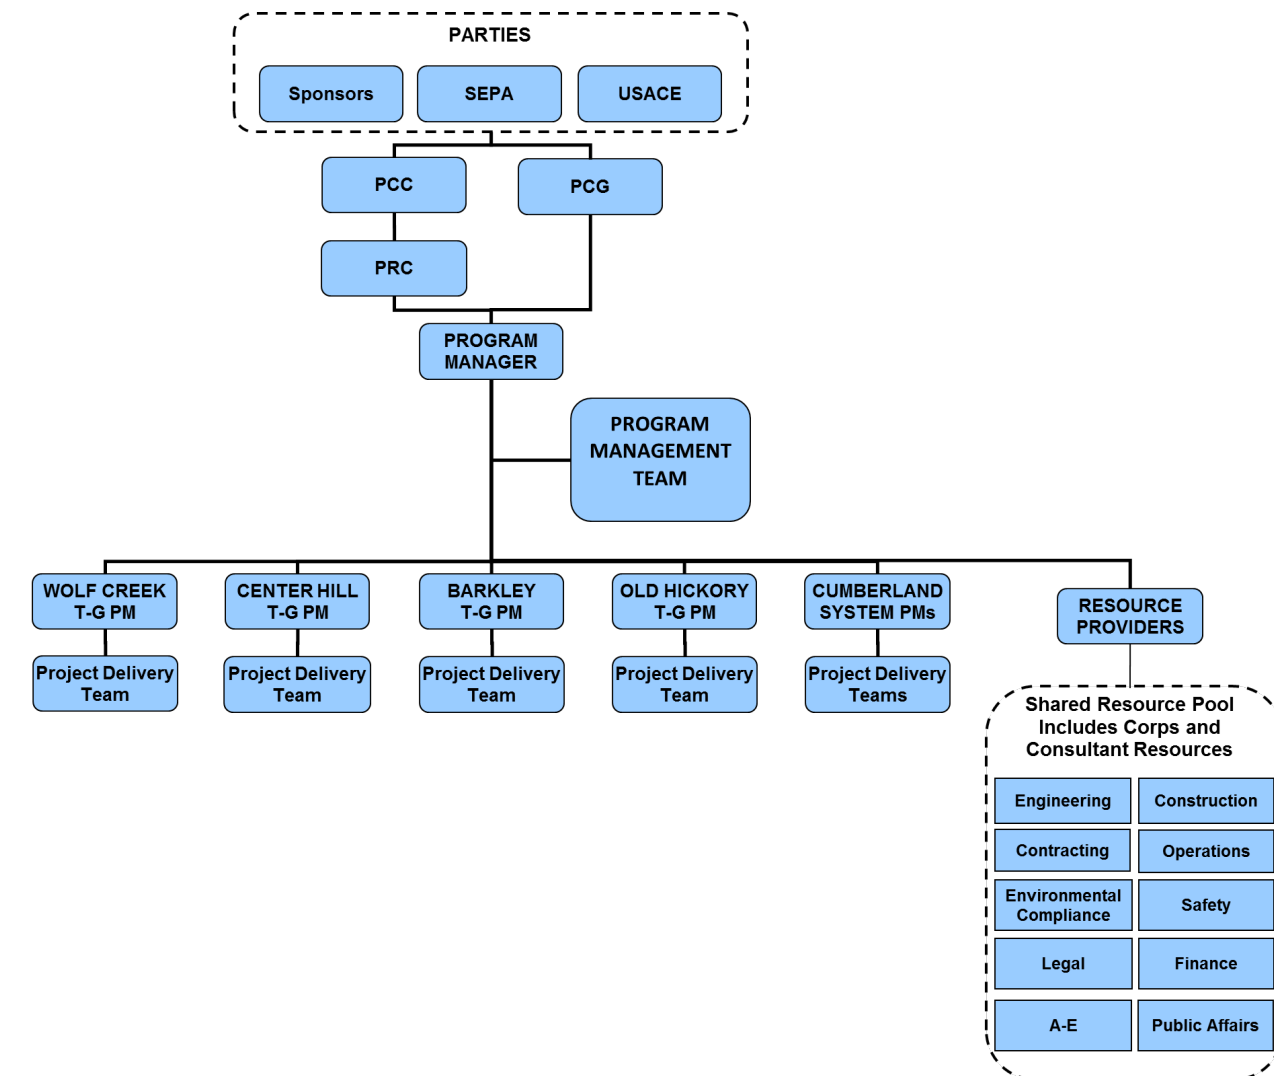 PARTIES
Sponsors
SEPA
USACE
PCC
PCG
PRC
PROGRAM
MANAGER
PROGRAM
MANAGEMENT
TEAM
WOLF CREEK
T-G PM
CENTER HILL
T-G PM
BARKLEY
T-G PM
OLD HICKORY
T-G PM
CUMBERLAND
SYSTEM PMs
RESOURCE
PROVIDERS
Project Delivery
Team
Project Delivery
Team
Project Delivery
Team
Project Delivery
Team
Project Delivery
Teams
Shared Resource Pool
Includes Corps and
Consultant Resources
Engineering
Construction
Contracting
Operations
Environmental
Compliance
Safety
Legal
Finance
A-E
Public Affairs